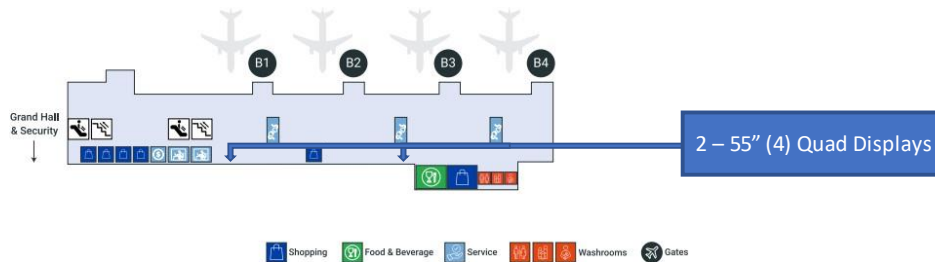 B1
B2
B3
B4
Grand Hall
& Security
2 – 55” (4) Quad Displays
Shopping
Food & Beverage
Service
Washrooms
Gates